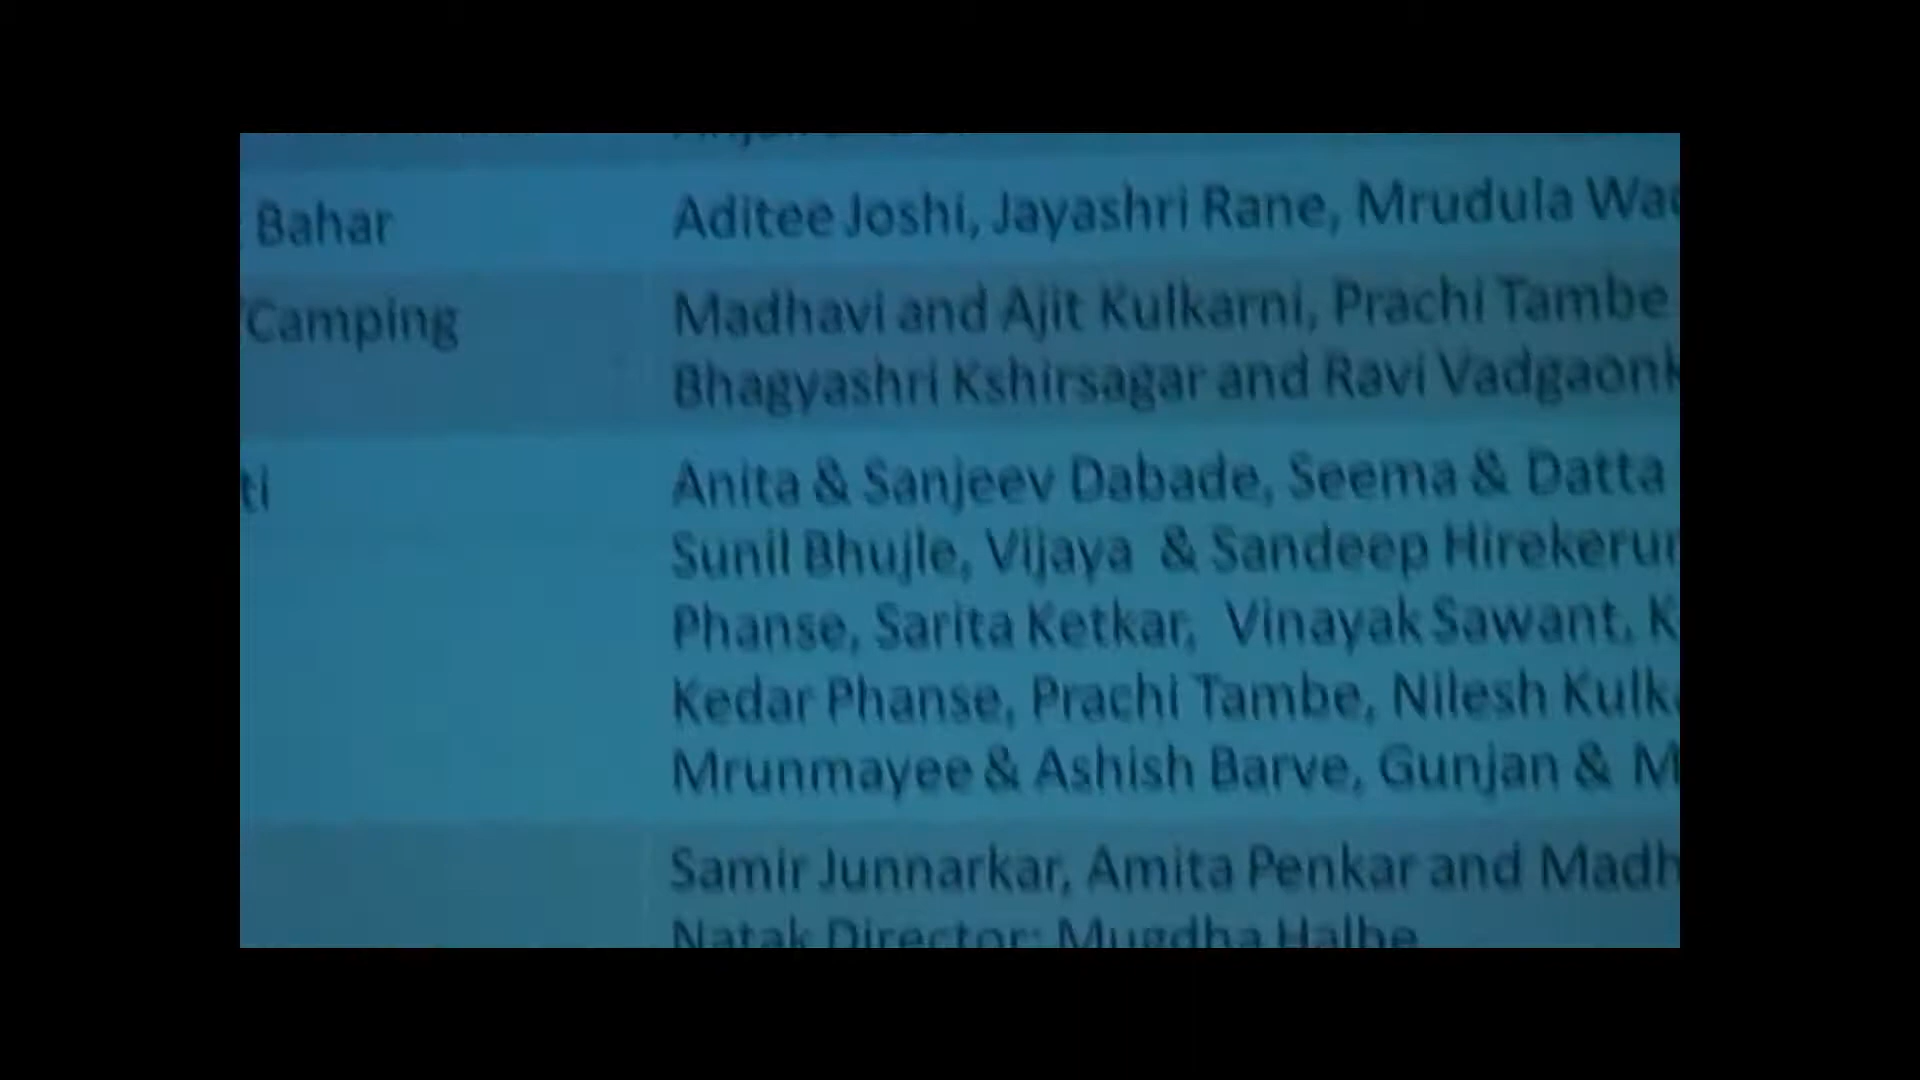 Bahar Aditee Joshi, Jayashri Rane, Mrudula
Camping Madhavi and Ajit Kulkarni, Prachi Tambe
Bhagyashri Kshirsagar and Ravi
Anita & Sanjeev Dabade, Seema & Datta
Sunil Bhujle, Vijaya & Sandeep
Phanse, Sarita Ketkar, Vinayak Sawant,
Kedar Phanse, Prachi Tambe, Nilesh
Mrunmayee & Ashish Barve, Gunjan &
Samir Junnarkar, Amita Penkar and
Natak Director: Mugdha Halbe